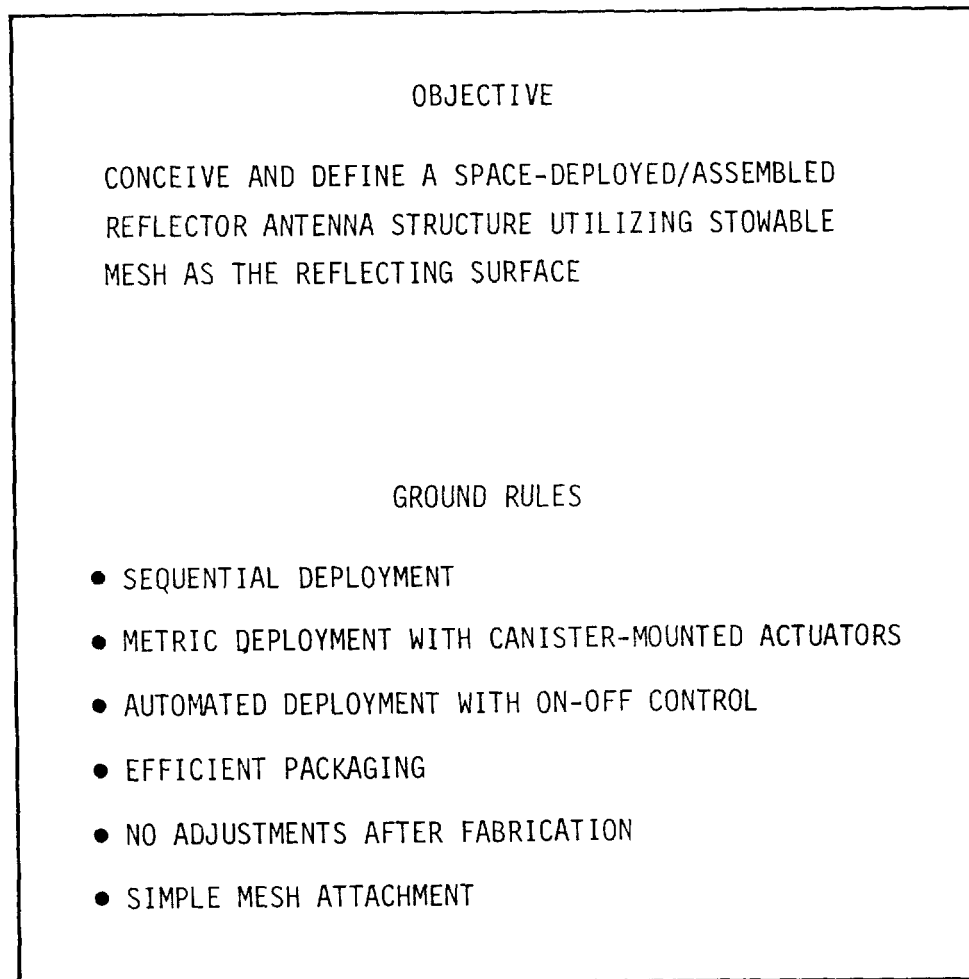 OBJECTIVE
CONCEIVE AND DEFINE A SPACE-DEPLOYED/ASSEMBLED
REFLECTOR ANTENNA STRUCTURE UTILIZING STOWABLE
MESH AS THE REFLECTING SURFACE
GROUND RULES
• SEQUENTIAL DEPLOYMENT
• METRIC DEPLOYMENT WITH CANISTER-MOUNTED ACTUATORS
• AUTOMATED DEPLOYMENT WITH ON-OFF CONTROL
• EFFICIENT PACKAGING
• NO ADJUSTMENTS AFTER FABRICATION
• SIMPLE MESH ATTACHMENT